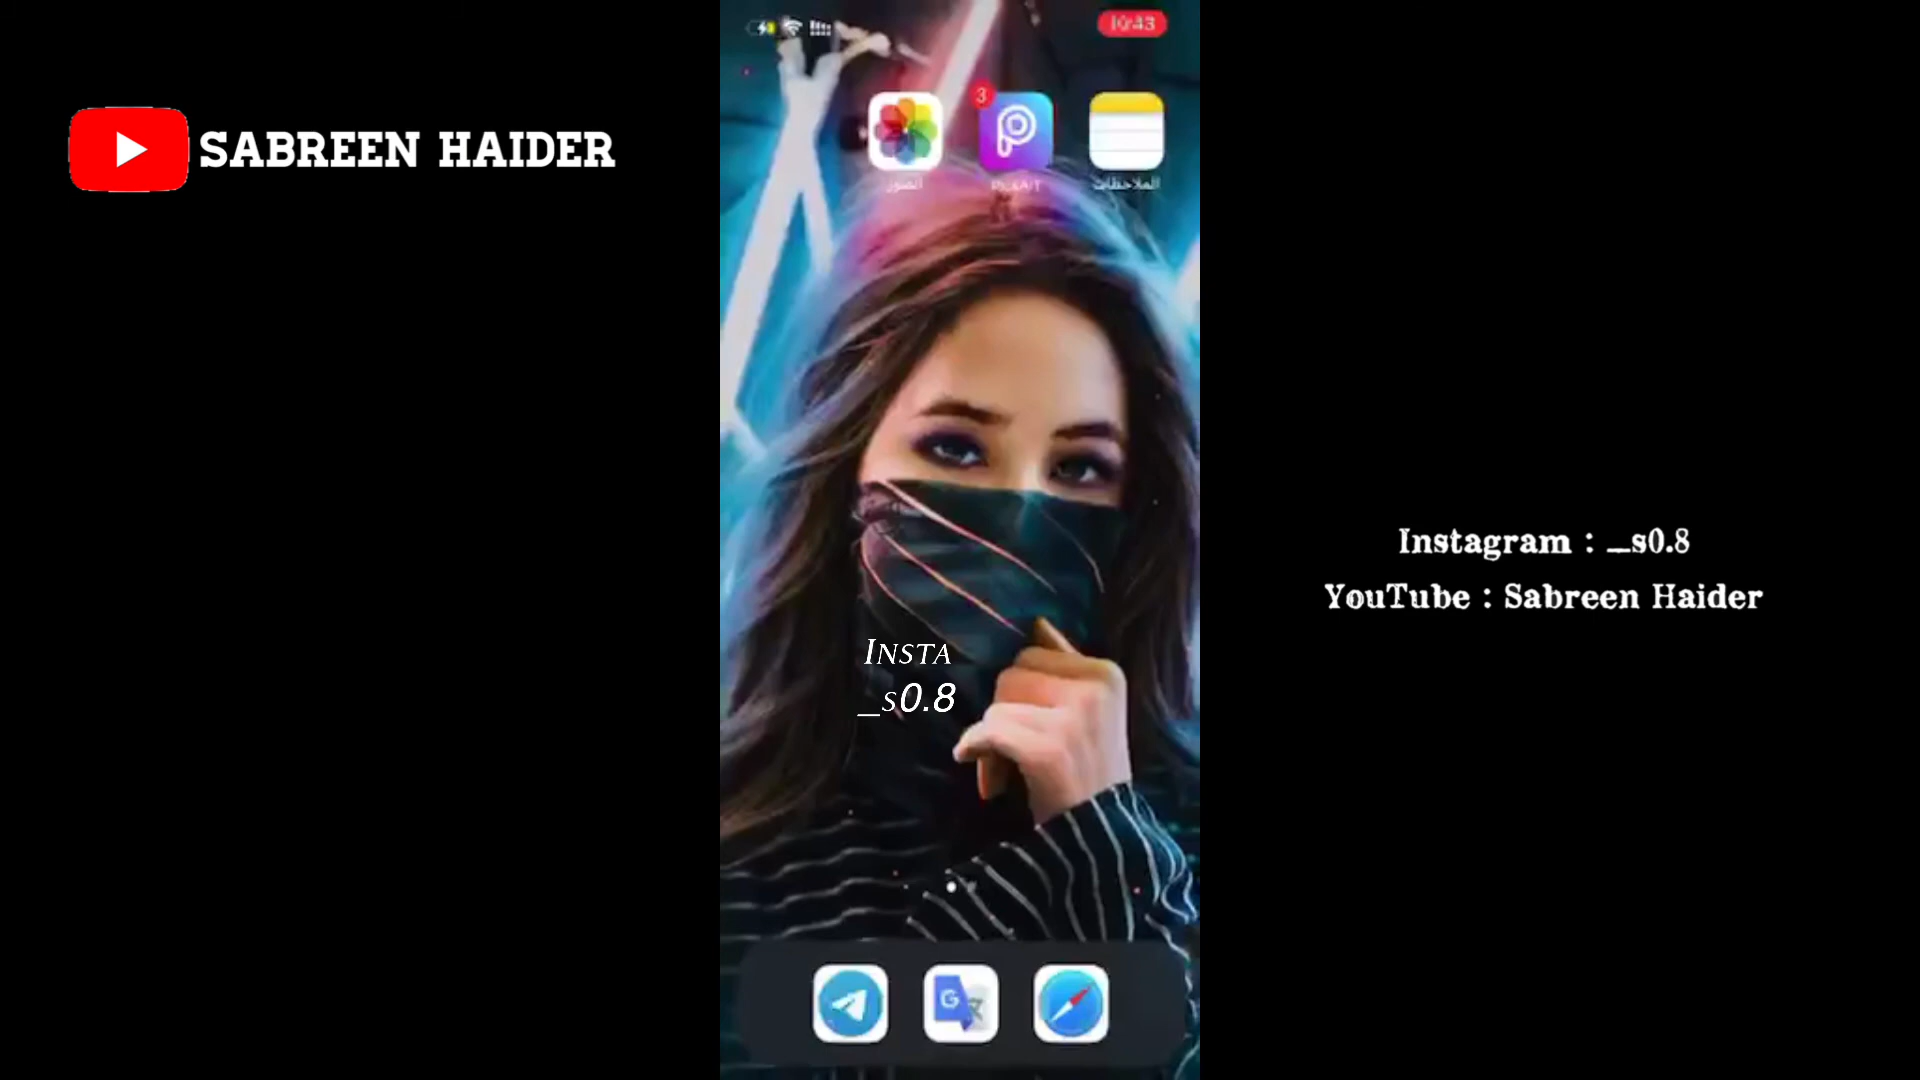 SABREEN HAIDER
10:43
3
الصور
PicsArt
الملاحظات
Instagram : _s0.8
YouTube : Sabreen Haider
INSTA
_s0.8